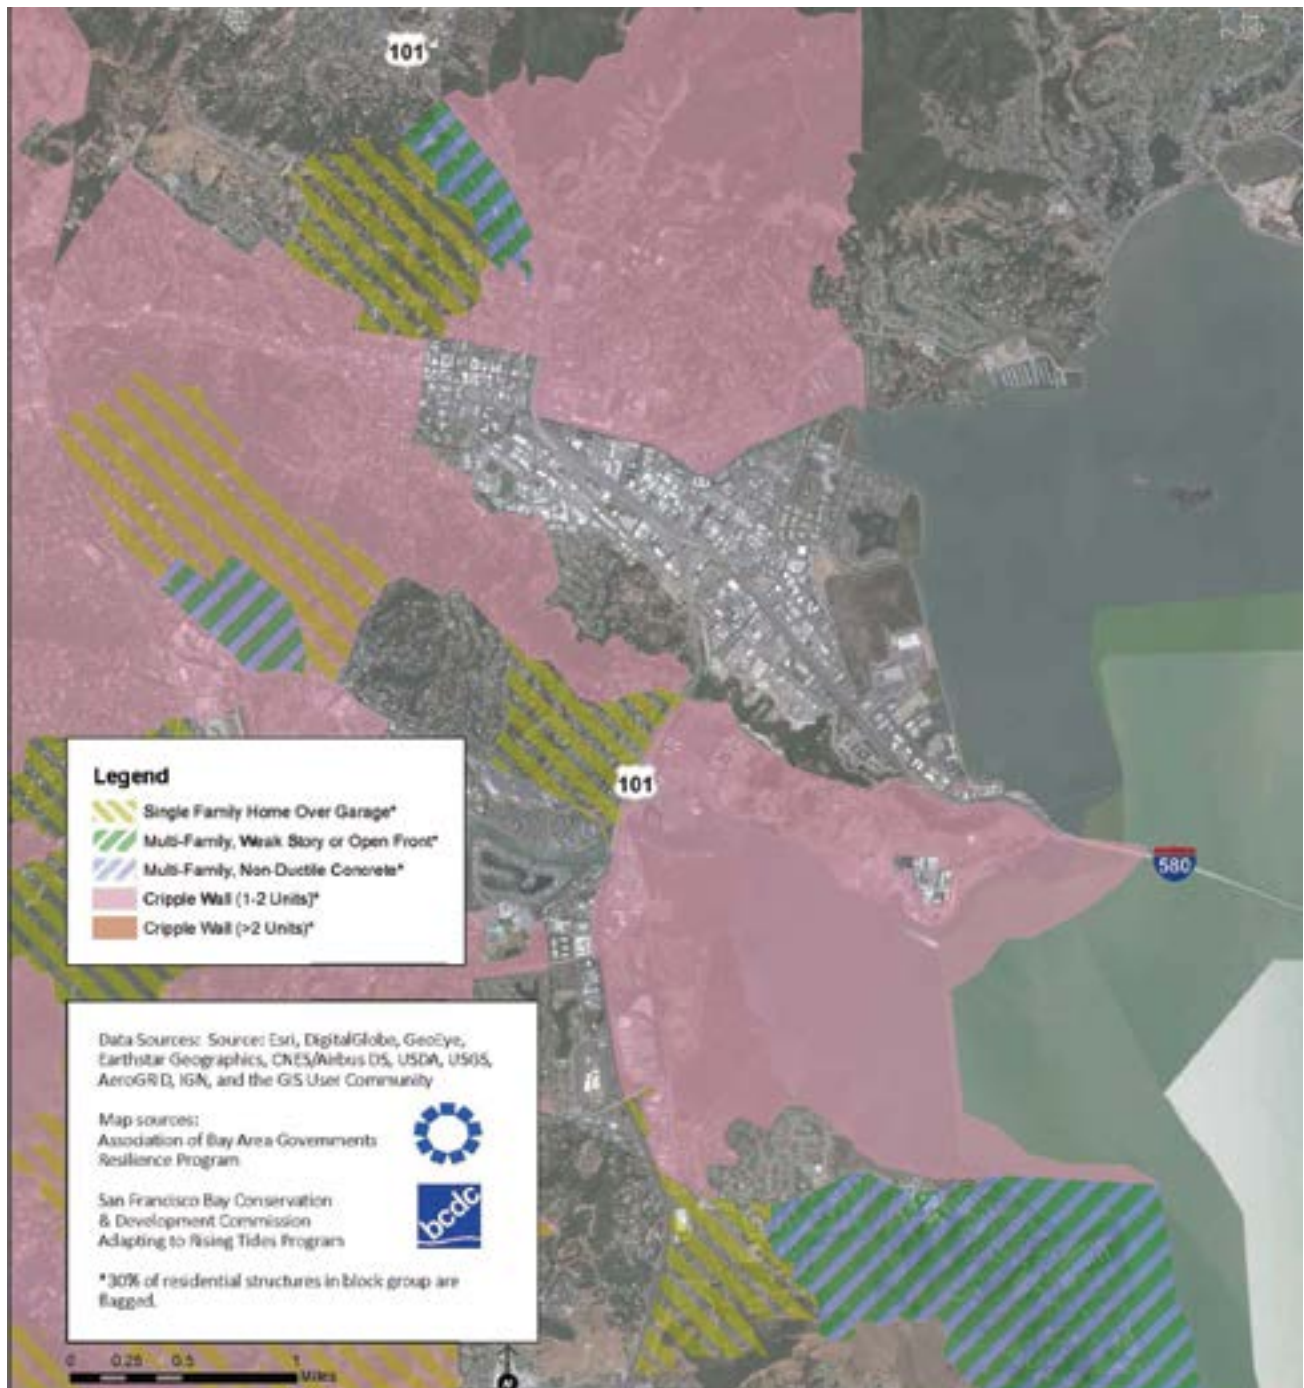 101
Legend
Single Family Home Over Garage*
Multi-Family, Weak Story or Open Front*
Multi-Family, Non-Ductile Concrete*
Cripple Wall (1-2 Units)*
Cripple Wall (>2 Units)*
101
580
Data Sources: Source: Esri, DigitalGlobe, GeoEye,
Earthstar Geographics, CNES/Airbus DS, USDA, USGS,
AeroGRID, IGN, and the GIS User Community
Map sources:
Association of Bay Area Governments
Resilience Program
San Francisco Bay Conservation
& Development Commission
Adapting to Rising Tides Program
bcdc
*30% of residential structures in block group are
flagged.
0 0.25 0.5 1
Miles
N